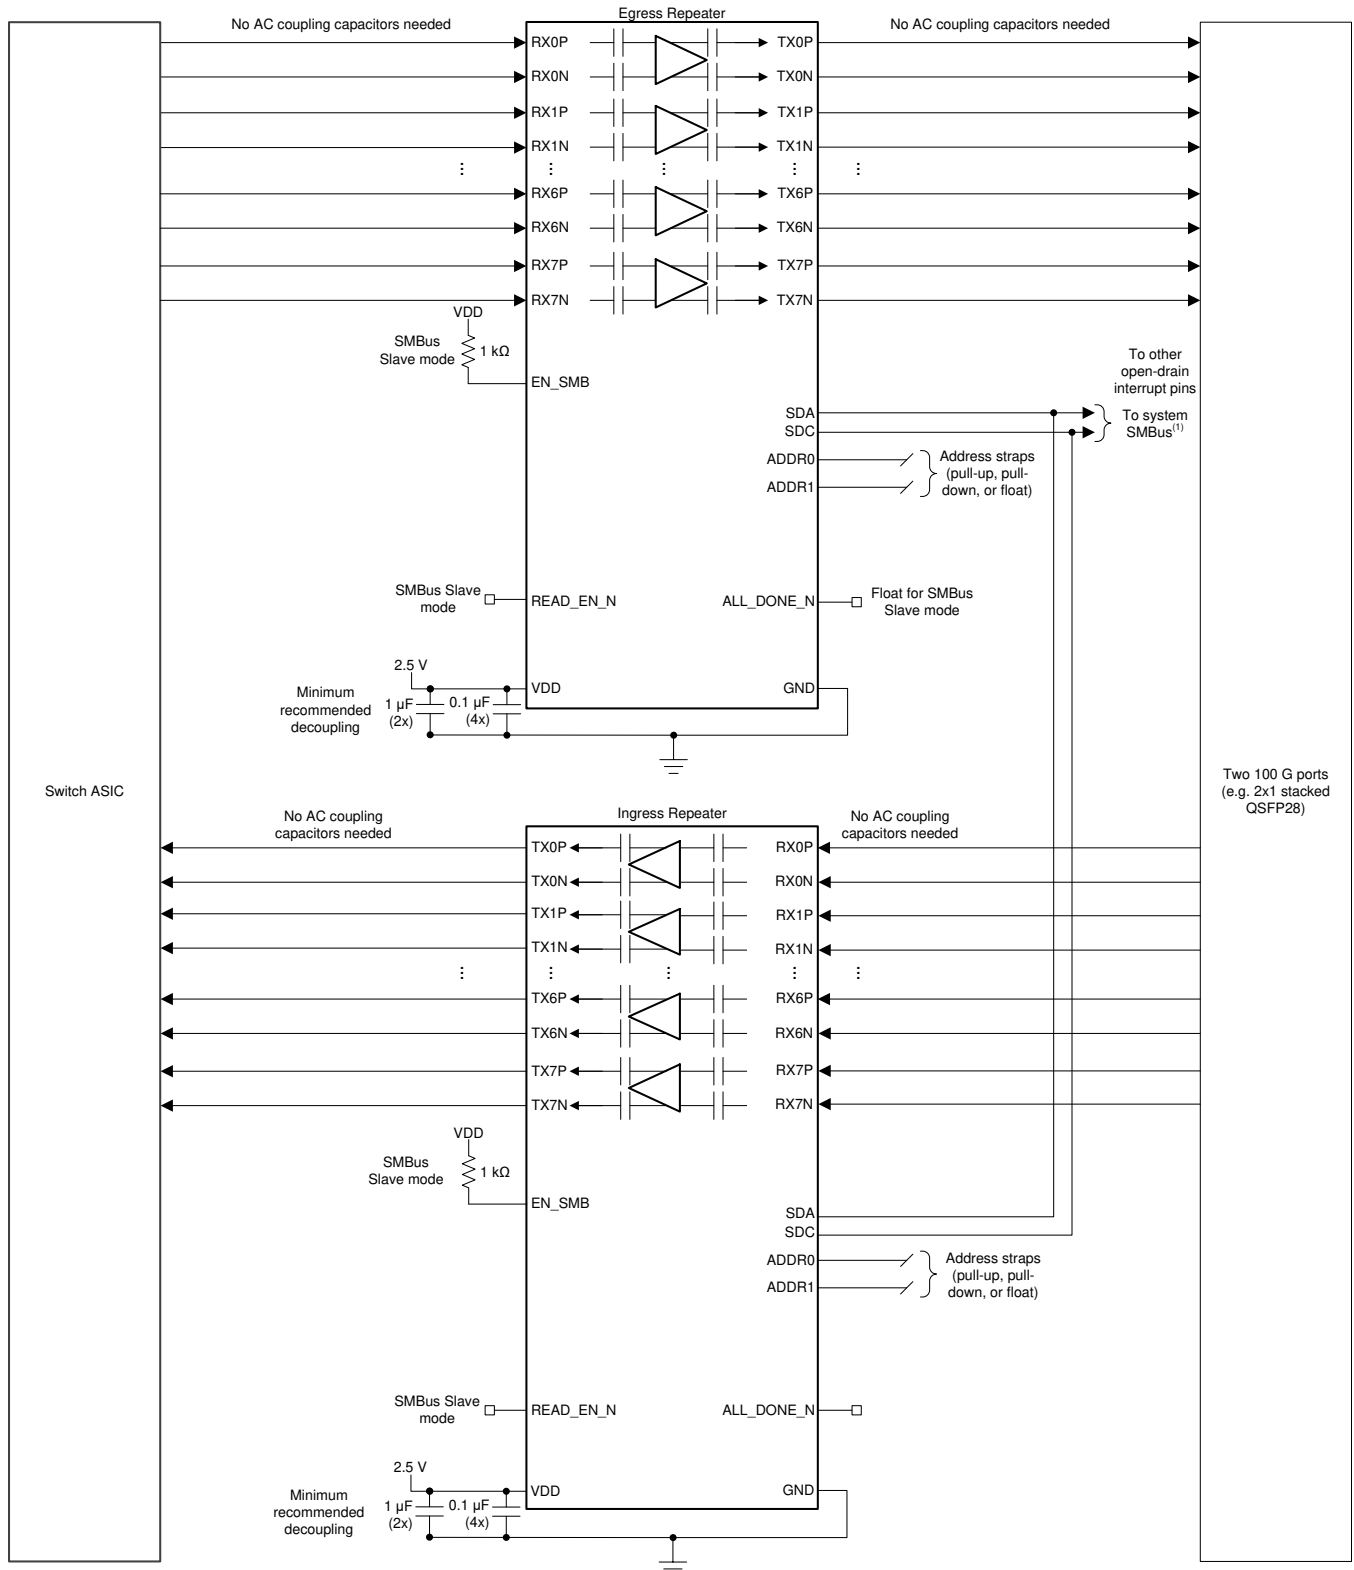 Egress Repeater
No AC coupling capacitors needed
No AC coupling capacitors needed
RX0P
TX0P
RX0N
TX0N
RX1P
TX1P
RX1N
TX1N
RX6P
TX6P
RX6N
TX6N
RX7P
TX7P
RX7N
TX7N
VDD
SMBus
Slave mode
1 kΩ
EN_SMB
To other
open-drain
interrupt pins
SDA
SDC
To system
SMBus(1)
ADDR0
ADDR1
Address straps
(pull-up, pull-
down, or float)
SMBus Slave
mode
READ_EN_N
ALL_DONE_N
Float for SMBus
Slave mode
2.5 V
VDD
GND
Minimum
recommended
decoupling
1 µF
(2x)
0.1 µF
(4x)
Switch ASIC
Two 100 G ports
(e.g. 2x1 stacked
QSFP28)
Ingress Repeater
No AC coupling
capacitors needed
No AC coupling
capacitors needed
TX0P
RX0P
TX0N
RX0N
TX1P
RX1P
TX1N
RX1N
TX6P
RX6P
TX6N
RX6N
TX7P
RX7P
TX7N
RX7N
VDD
SMBus
Slave mode
1 kΩ
EN_SMB
SDA
SDC
ADDR0
ADDR1
Address straps
(pull-up, pull-
down, or float)
SMBus Slave
mode
READ_EN_N
ALL_DONE_N
2.5 V
VDD
GND
Minimum
recommended
decoupling
1 µF
(2x)
0.1 µF
(4x)